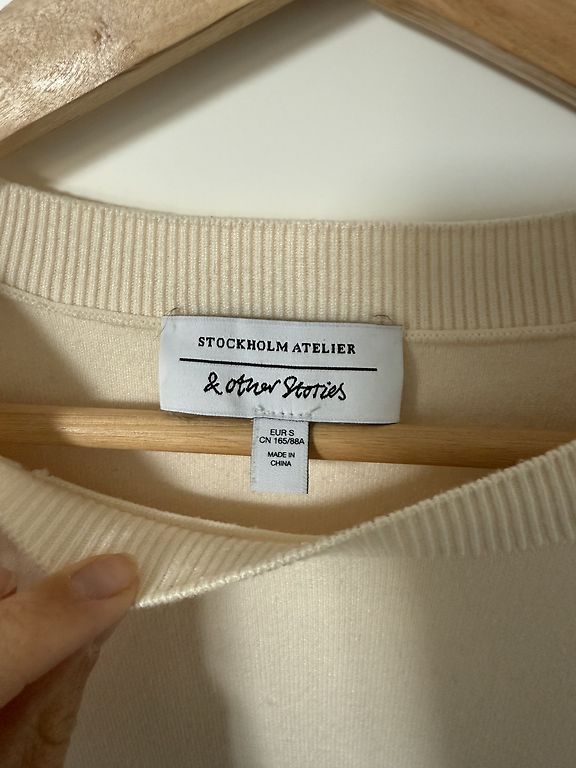 STOCKHOLM ATELIER
& other Stories
EUR S
CN 165/88A
MADE IN
CHINA